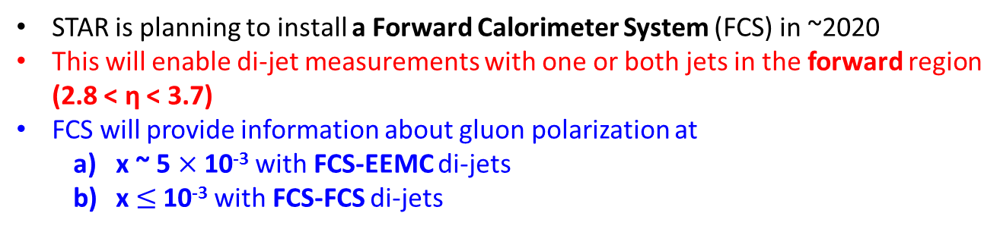 • STAR is planning to install a Forward Calorimeter System (FCS) in ~2020
• This will enable di-jet measurements with one or both jets in the forward region
(2.8 < η < 3.7)
• FCS will provide information about gluon polarization at
a) x ~ 5 × 10⁻³ with FCS-EEMC di-jets
b) x ≤ 10⁻³ with FCS-FCS di-jets